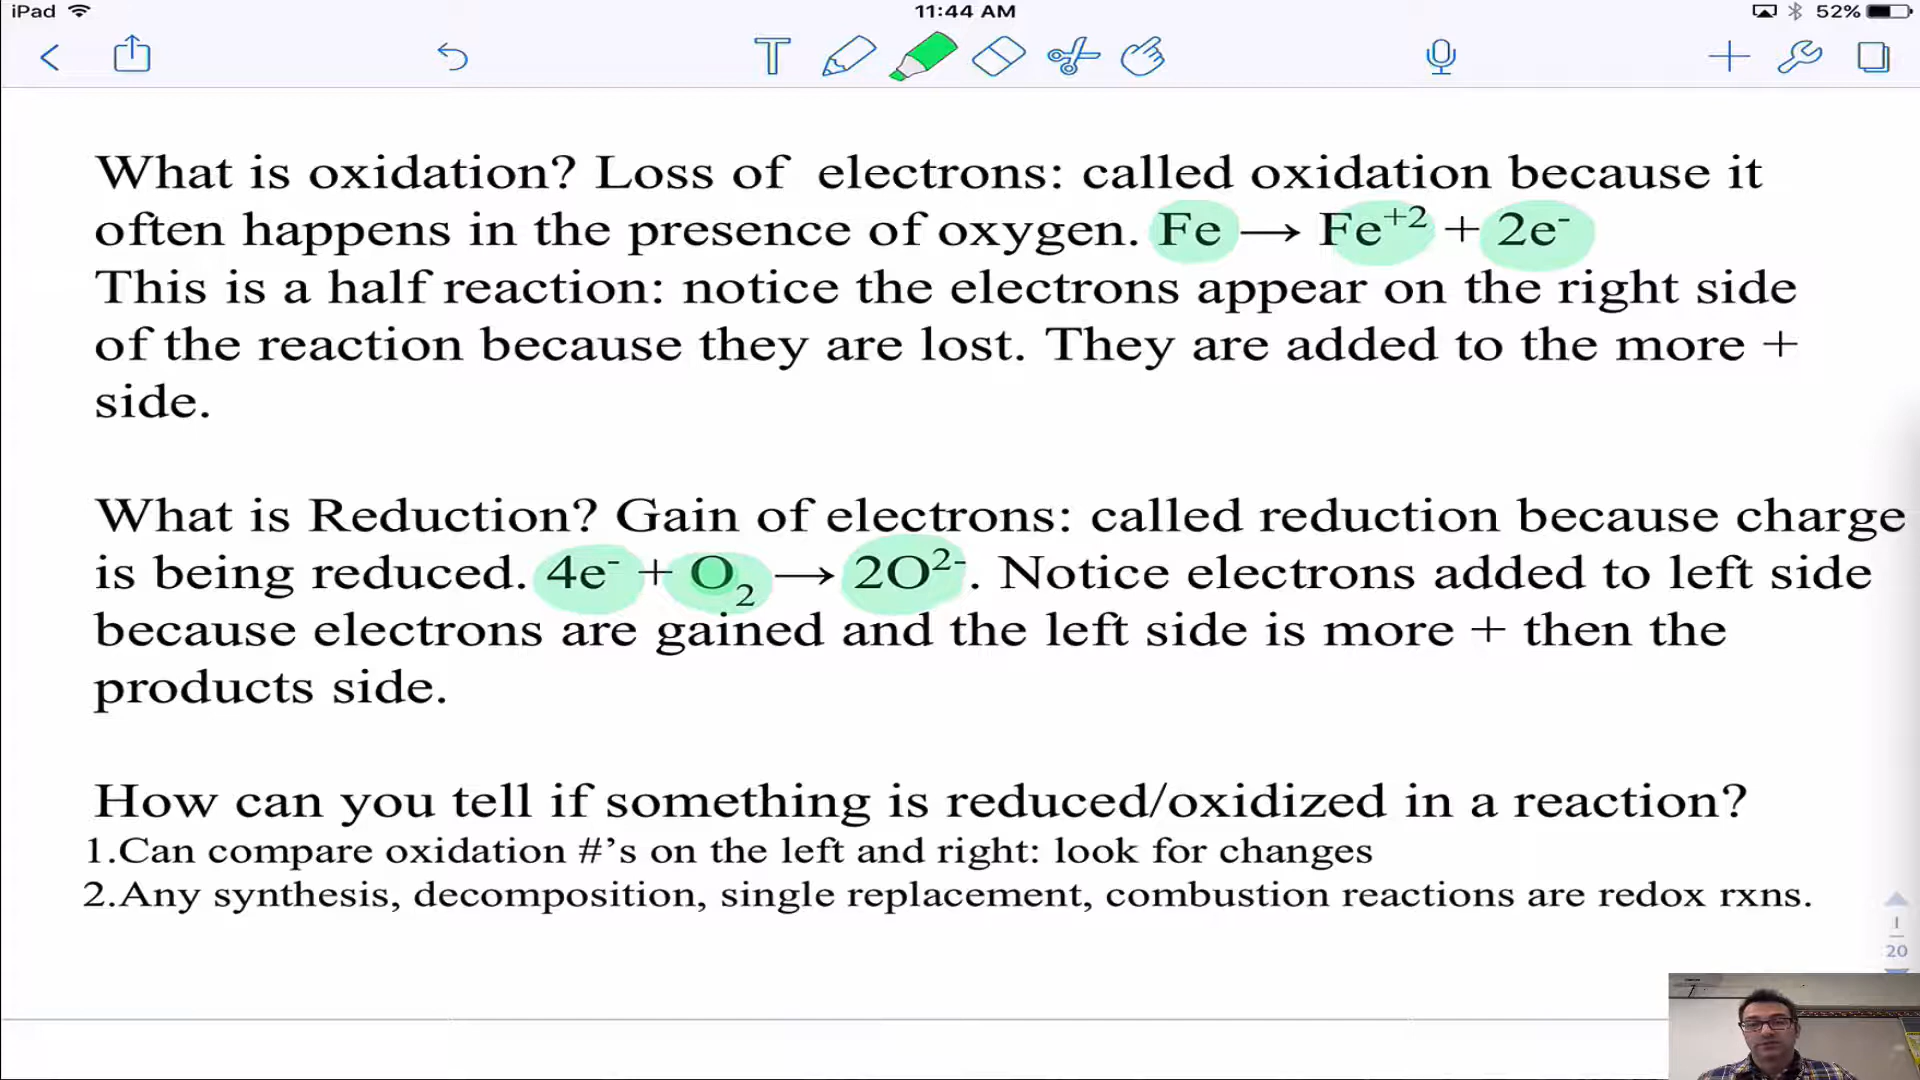 iPad 11:44 AM 52%
T
What is oxidation? Loss of electrons: called oxidation because it
often happens in the presence of oxygen. Fe → Fe⁺² + 2e⁻
This is a half reaction: notice the electrons appear on the right side
of the reaction because they are lost. They are added to the more +
side.
What is Reduction? Gain of electrons: called reduction because charge
is being reduced. 4e⁻ + O₂ → 2O²⁻. Notice electrons added to left side
because electrons are gained and the left side is more + then the
products side.
How can you tell if something is reduced/oxidized in a reaction?
1.Can compare oxidation #’s on the left and right: look for changes
2.Any synthesis, decomposition, single replacement, combustion reactions are redox rxns.
1
20